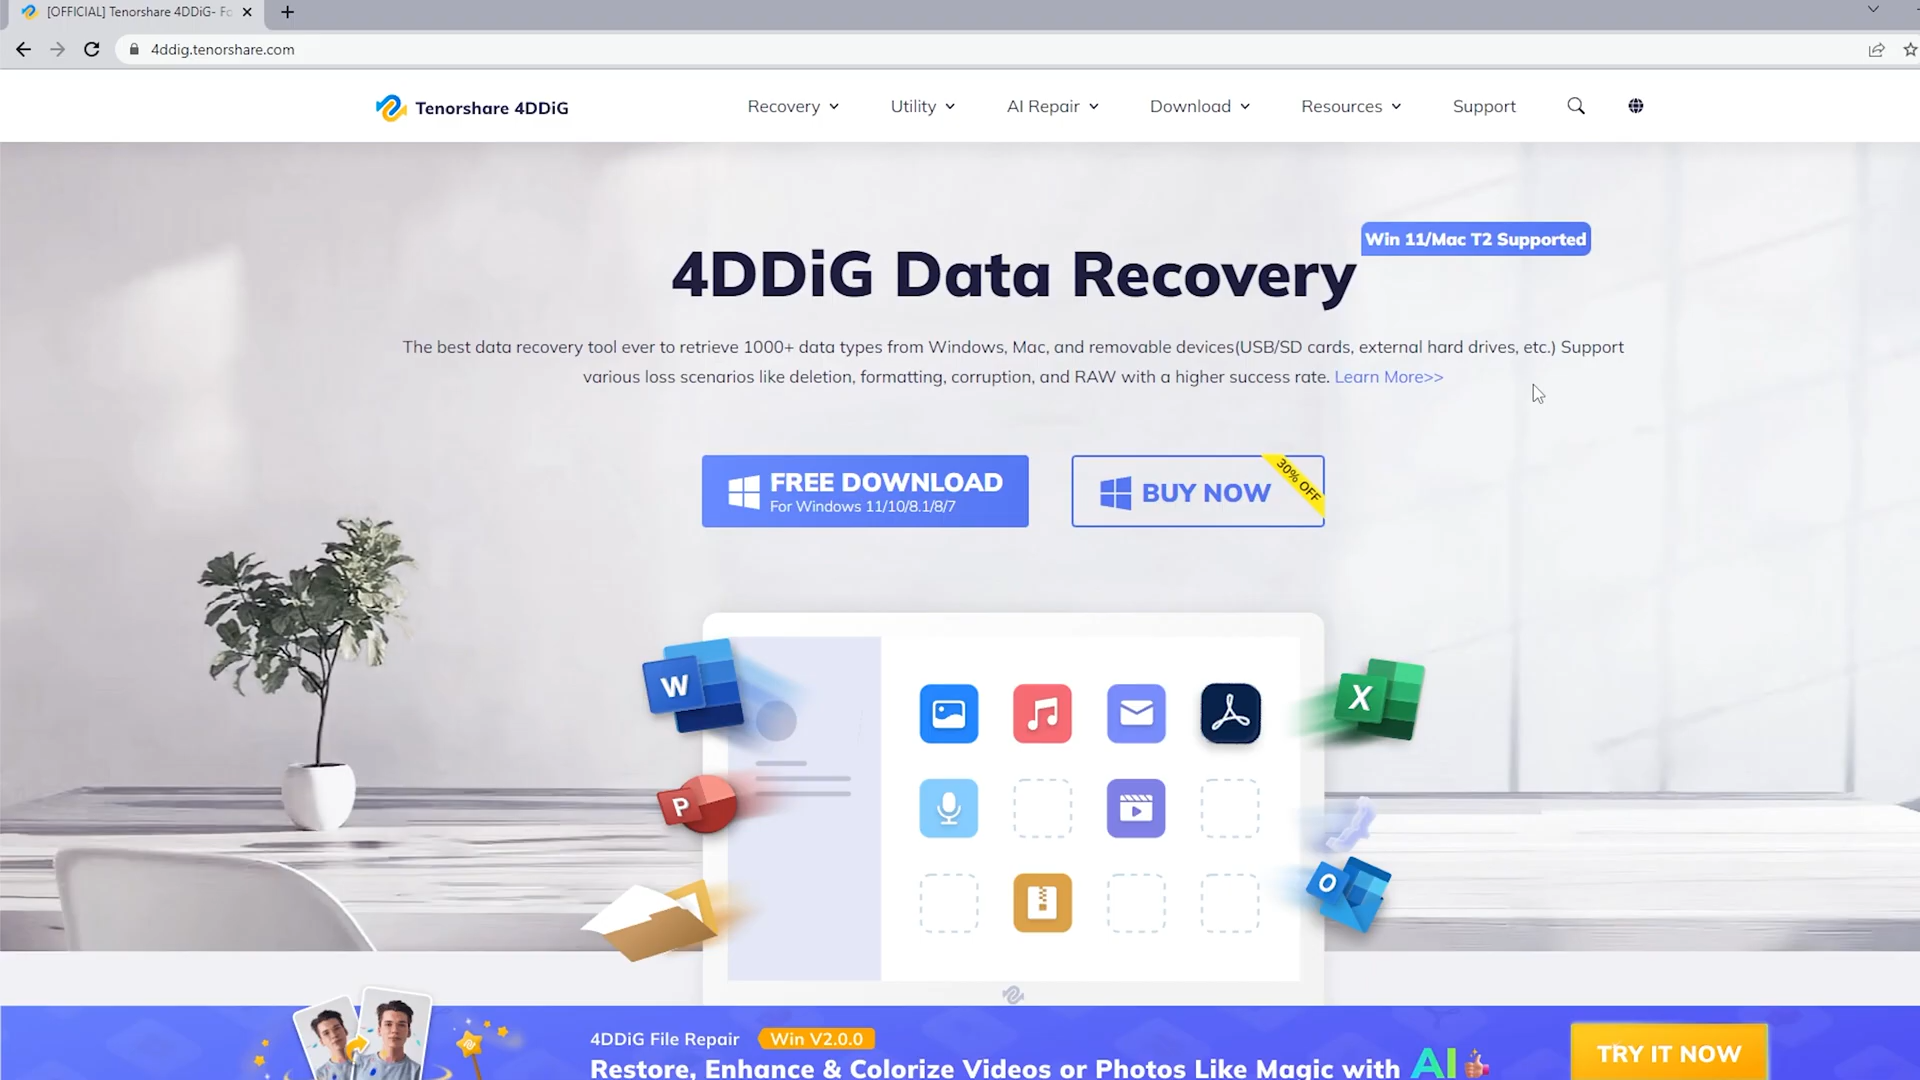 [OFFICIAL] Tenorshare 4DDiG- Fo
4ddig.tenorshare.com
Tenorshare 4DDiG
Recovery
Utility
AI Repair
Download
Resources
Support
Win 11/Mac T2 Supported
4DDiG Data Recovery
The best data recovery tool ever to retrieve 1000+ data types from Windows, Mac, and removable devices(USB/SD cards, external hard drives, etc.) Support
various loss scenarios like deletion, formatting, corruption, and RAW with a higher success rate. Learn More>>
FREE DOWNLOAD
For Windows 11/10/8.1/8/7
BUY NOW
30% OFF
W
X
P
O
4DDiG File Repair
Win V2.0.0
Restore, Enhance & Colorize Videos or Photos Like Magic with AI
TRY IT NOW